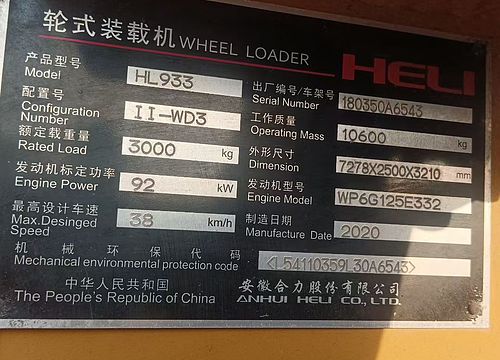 轮式装载机 WHEEL LOADER
HELI
产品型号 HL933
Model
出厂编号/车架号 180350A6543
Serial Number
配置号 II-WD3
Configuration
Number
工作质量 10600 kg
Operating Mass
额定载重量 3000 kg
Rated Load
外形尺寸 7278X2500X3210 mm
Dimension
发动机标定功率 92 kW
Engine Power
发动机型号 WP6G125E332
Engine Model
最高设计车速 38 km/h
Max.Desinged
Speed
制造日期 2020
Manufacture Date
机械环保代码 <L54110359L30A6543>
Mechanical environmental protection code
中华人民共和国 安徽合力股份有限公司
The People's Republic of China ANHUI HELI CO., LTD.